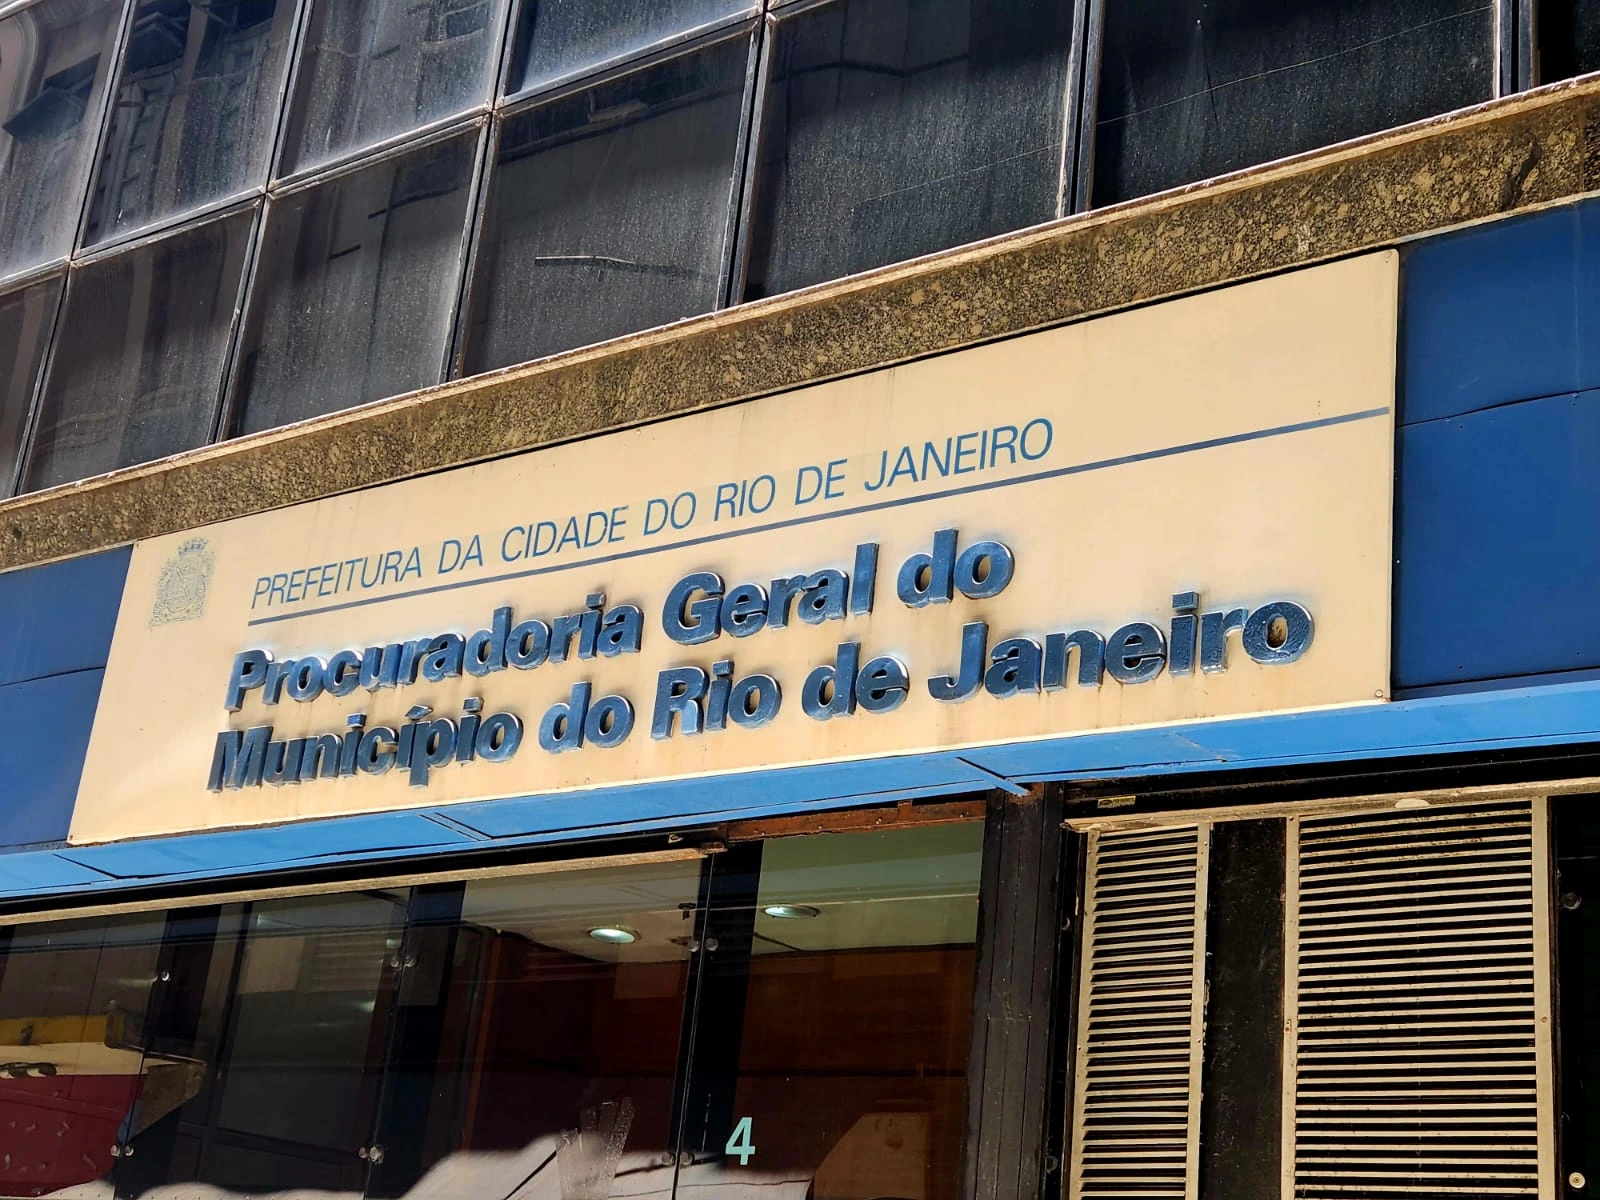 PREFEITURA DA CIDADE DO RIO DE JANEIRO
Procuradoria Geral do
Município do Rio de Janeiro
4